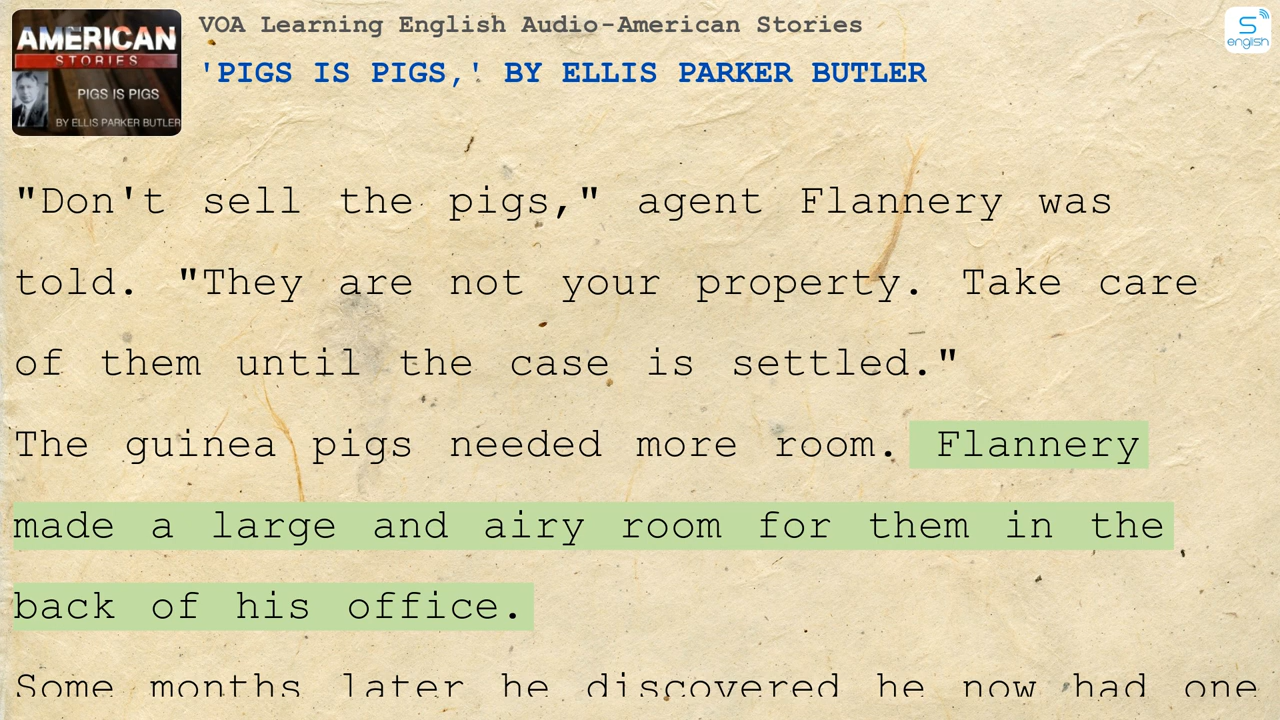 VOA Learning English Audio-American Stories
'PIGS IS PIGS,' BY ELLIS PARKER BUTLER
AMERICAN
STORIES
PIGS IS PIGS
BY ELLIS PARKER BUTLER
S
english
"Don't sell the pigs," agent Flannery was
told. "They are not your property. Take care
of them until the case is settled."
The guinea pigs needed more room. Flannery
made a large and airy room for them in the
back of his office.
Some months later he discovered he now had one